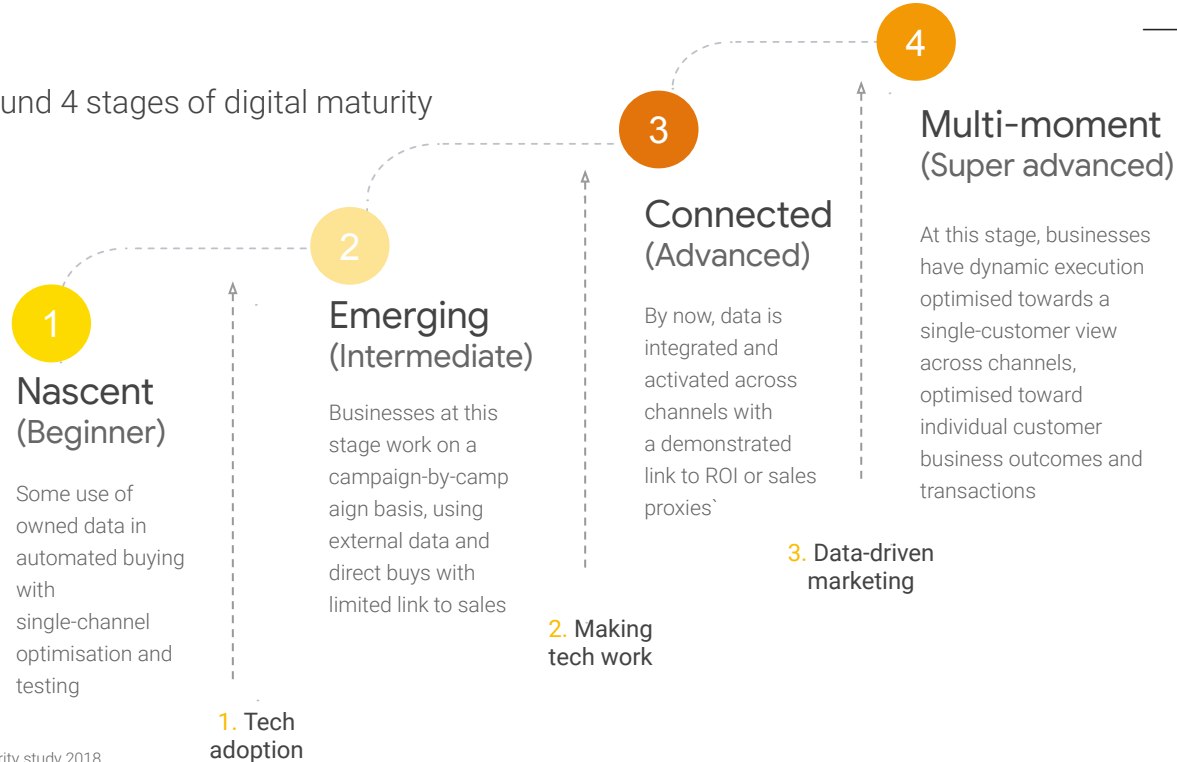 und 4 stages of digital maturity
1
Nascent
(Beginner)
Some use of
owned data in
automated buying
with
single-channel
optimisation and
testing
1. Tech
adoption
2
Emerging
(Intermediate)
Businesses at this
stage work on a
campaign-by-camp
aign basis, using
external data and
direct buys with
limited link to sales
2. Making
tech work
3
Connected
(Advanced)
By now, data is
integrated and
activated across
channels with
a demonstrated
link to ROI or sales
proxies`
3. Data-driven
marketing
4
Multi-moment
(Super advanced)
At this stage, businesses
have dynamic execution
optimised towards a
single-customer view
across channels,
optimised toward
individual customer
business outcomes and
transactions
rity study 2018